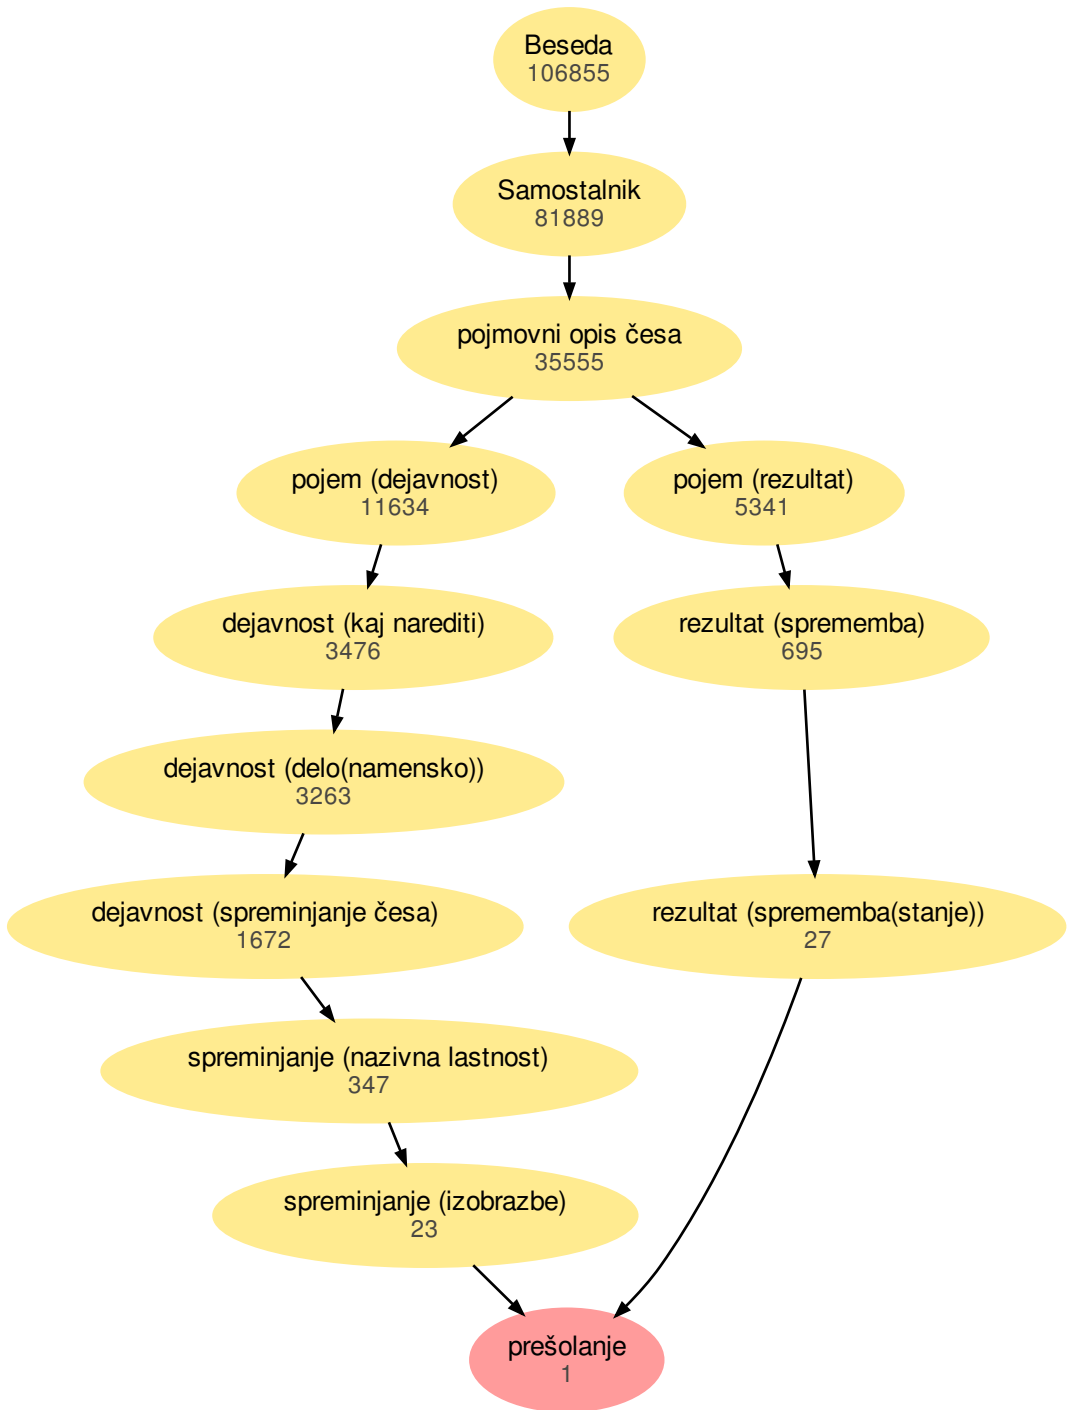 Beseda
106855
Samostalnik
81889
pojmovni opis česa
35555
pojem (dejavnost)
11634
pojem (rezultat)
5341
dejavnost (kaj narediti)
3476
rezultat (sprememba)
695
dejavnost (delo(namensko))
3263
dejavnost (spreminjanje česa)
1672
rezultat (sprememba(stanje))
27
spreminjanje (nazivna lastnost)
347
spreminjanje (izobrazbe)
23
prešolanje
1